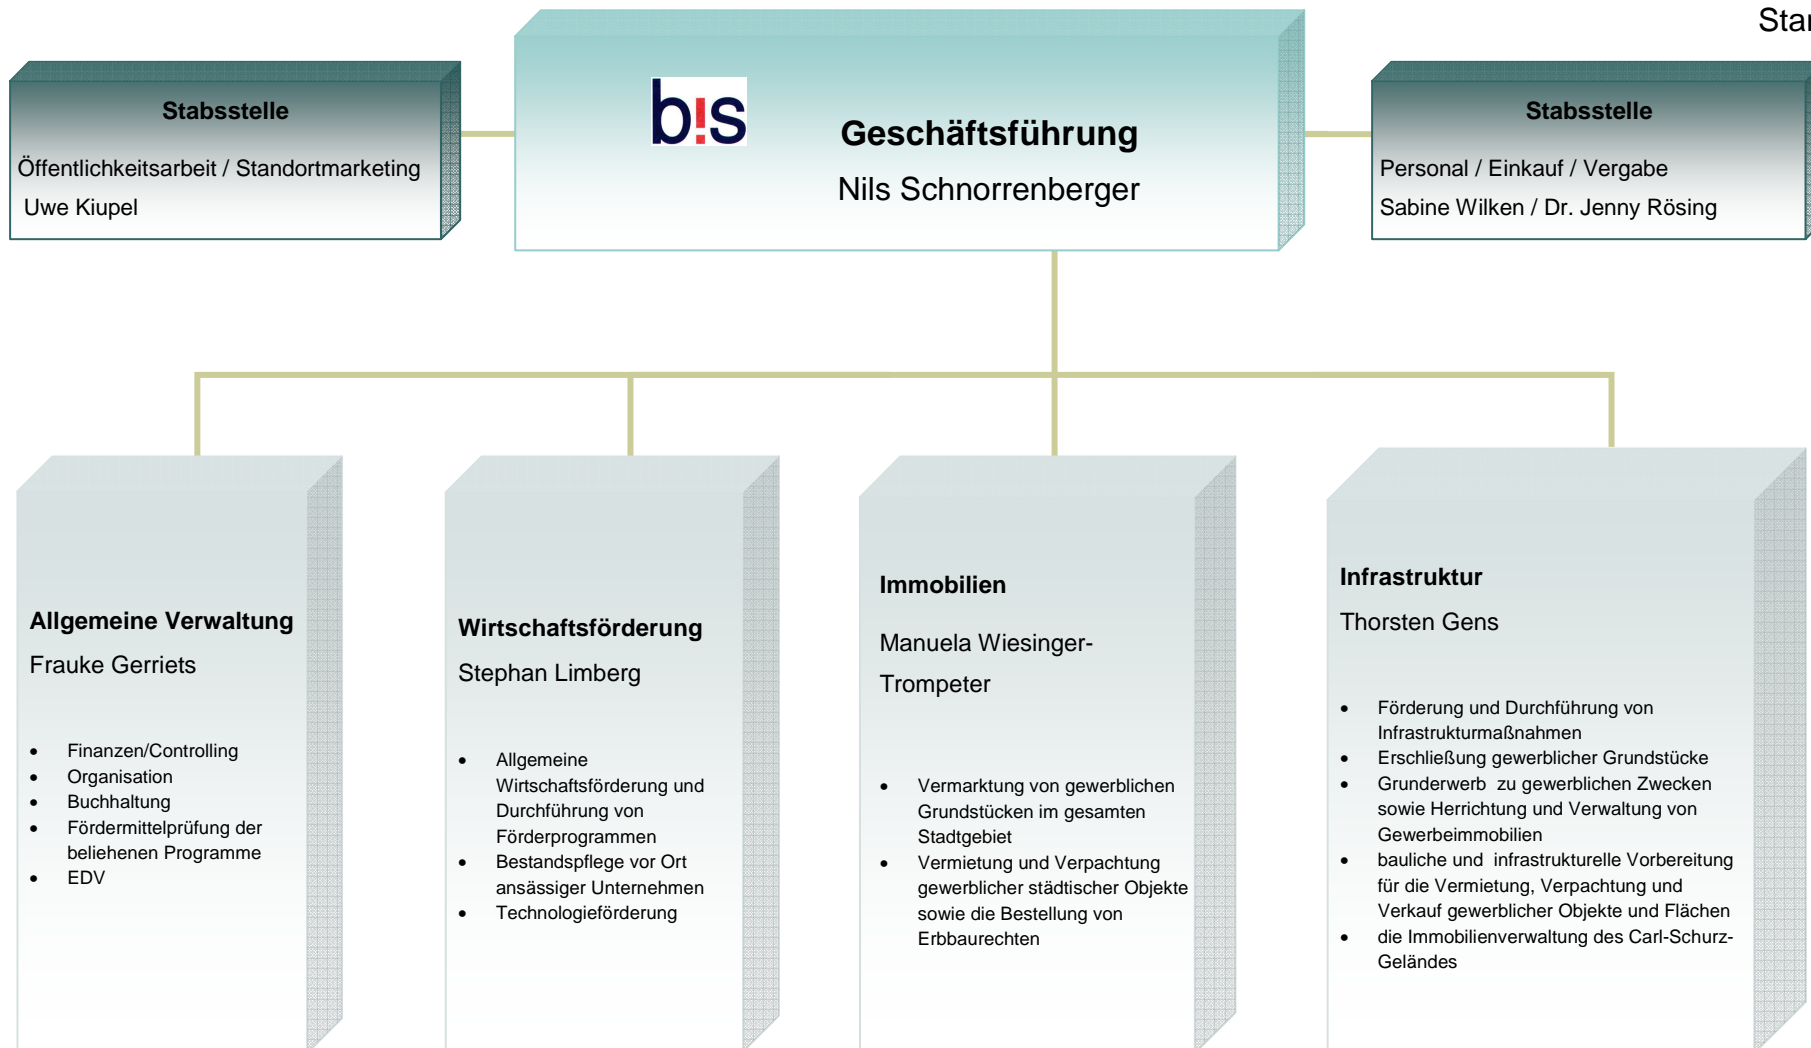 Stabsstelle
Öffentlichkeitsarbeit / Standortmarketing
Uwe Kiupel
b!s
Geschäftsführung
Nils Schnorrenberger
Stabsstelle
Personal / Einkauf / Vergabe
Sabine Wilken / Dr. Jenny Rösing
Allgemeine Verwaltung
Frauke Gerriets
• Finanzen/Controlling
• Organisation
• Buchhaltung
• Fördermittelprüfung der
beliehenen Programme
• EDV
Wirtschaftsförderung
Stephan Limberg
• Allgemeine
Wirtschaftsförderung und
Durchführung von
Förderprogrammen
• Bestandspflege vor Ort
ansässiger Unternehmen
• Technologieförderung
Immobilien
Manuela Wiesinger-
Trompeter
• Vermarktung von gewerblichen
Grundstücken im gesamten
Stadtgebiet
• Vermietung und Verpachtung
gewerblicher städtischer Objekte
sowie die Bestellung von
Erbbaurechten
Infrastruktur
Thorsten Gens
• Förderung und Durchführung von
Infrastrukturmaßnahmen
• Erschließung gewerblicher Grundstücke
• Grunderwerb zu gewerblichen Zwecken
sowie Herrichtung und Verwaltung von
Gewerbeimmobilien
• bauliche und infrastrukturelle Vorbereitung
für die Vermietung, Verpachtung und
Verkauf gewerblicher Objekte und Flächen
• die Immobilienverwaltung des Carl-Schurz-
Geländes